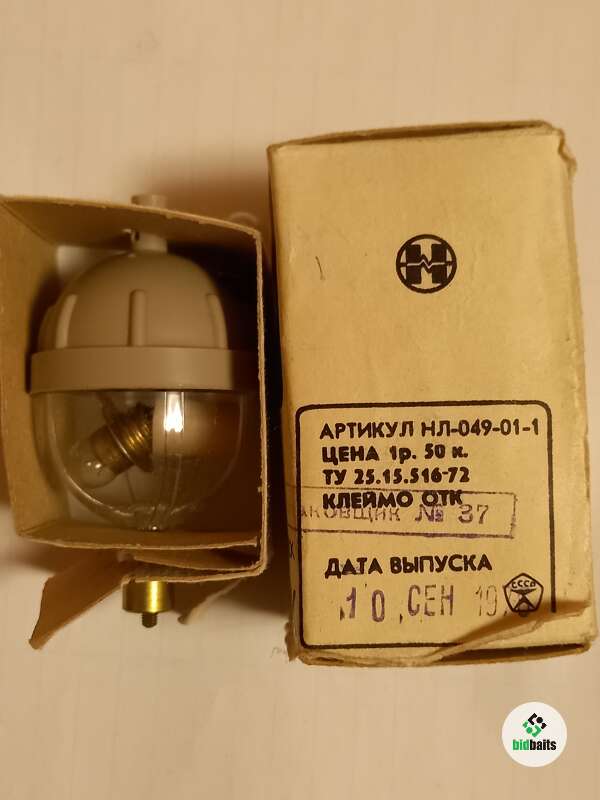 Н
АРТИКУЛ НЛ-049-01-1
ЦЕНА 1р. 50 к.
ТУ 25.15.516-72
КЛЕЙМО ОТК
№ 37
ДАТА ВЫПУСКА
10 СЕН 19
СССР
bidbaits